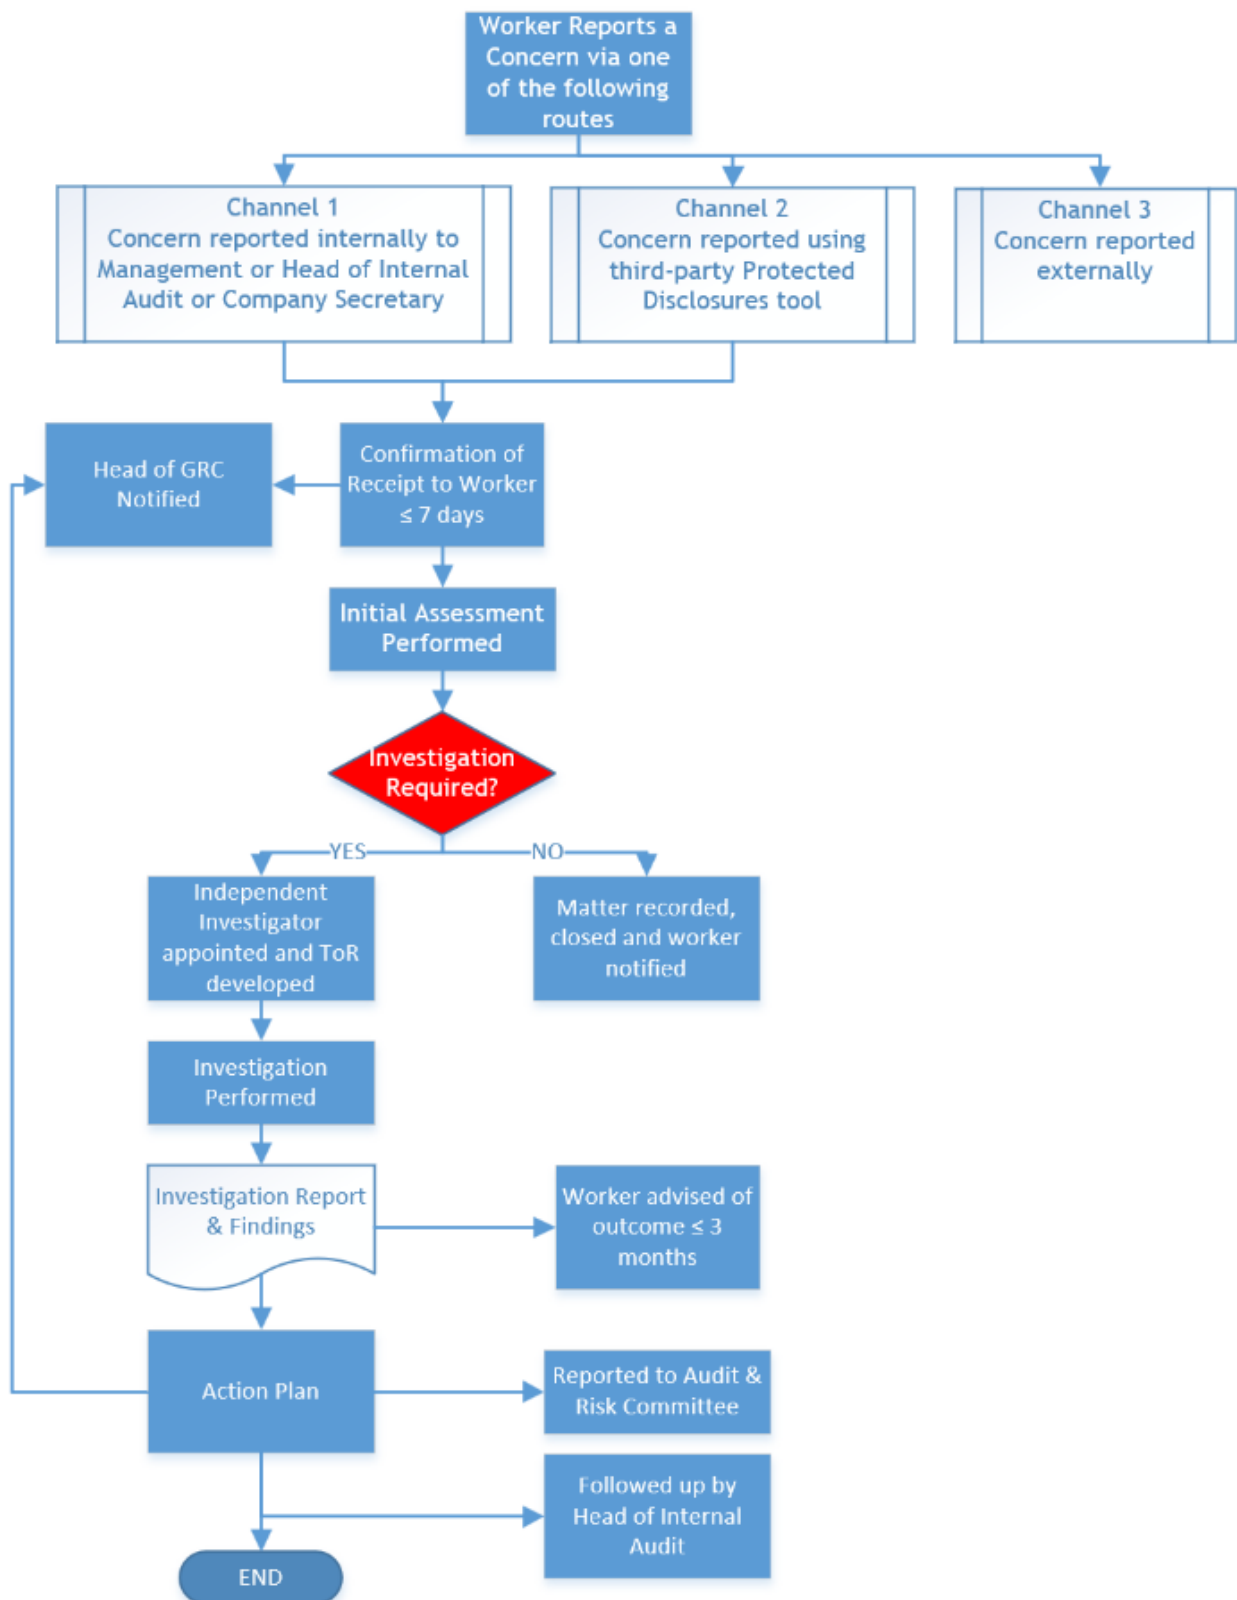 Worker Reports a
Concern via one
of the following
routes
Channel 1
Concern reported internally to
Management or Head of Internal
Audit or Company Secretary
Channel 2
Concern reported using
third-party Protected
Disclosures tool
Channel 3
Concern reported
externally
Head of GRC
Notified
Confirmation of
Receipt to Worker
≤ 7 days
Initial Assessment
Performed
Investigation
Required?
YES
NO
Independent
Investigator
appointed and ToR
developed
Matter recorded,
closed and worker
notified
Investigation
Performed
Investigation Report
& Findings
Worker advised of
outcome ≤ 3
months
Action Plan
Reported to Audit &
Risk Committee
Followed up by
Head of Internal
Audit
END